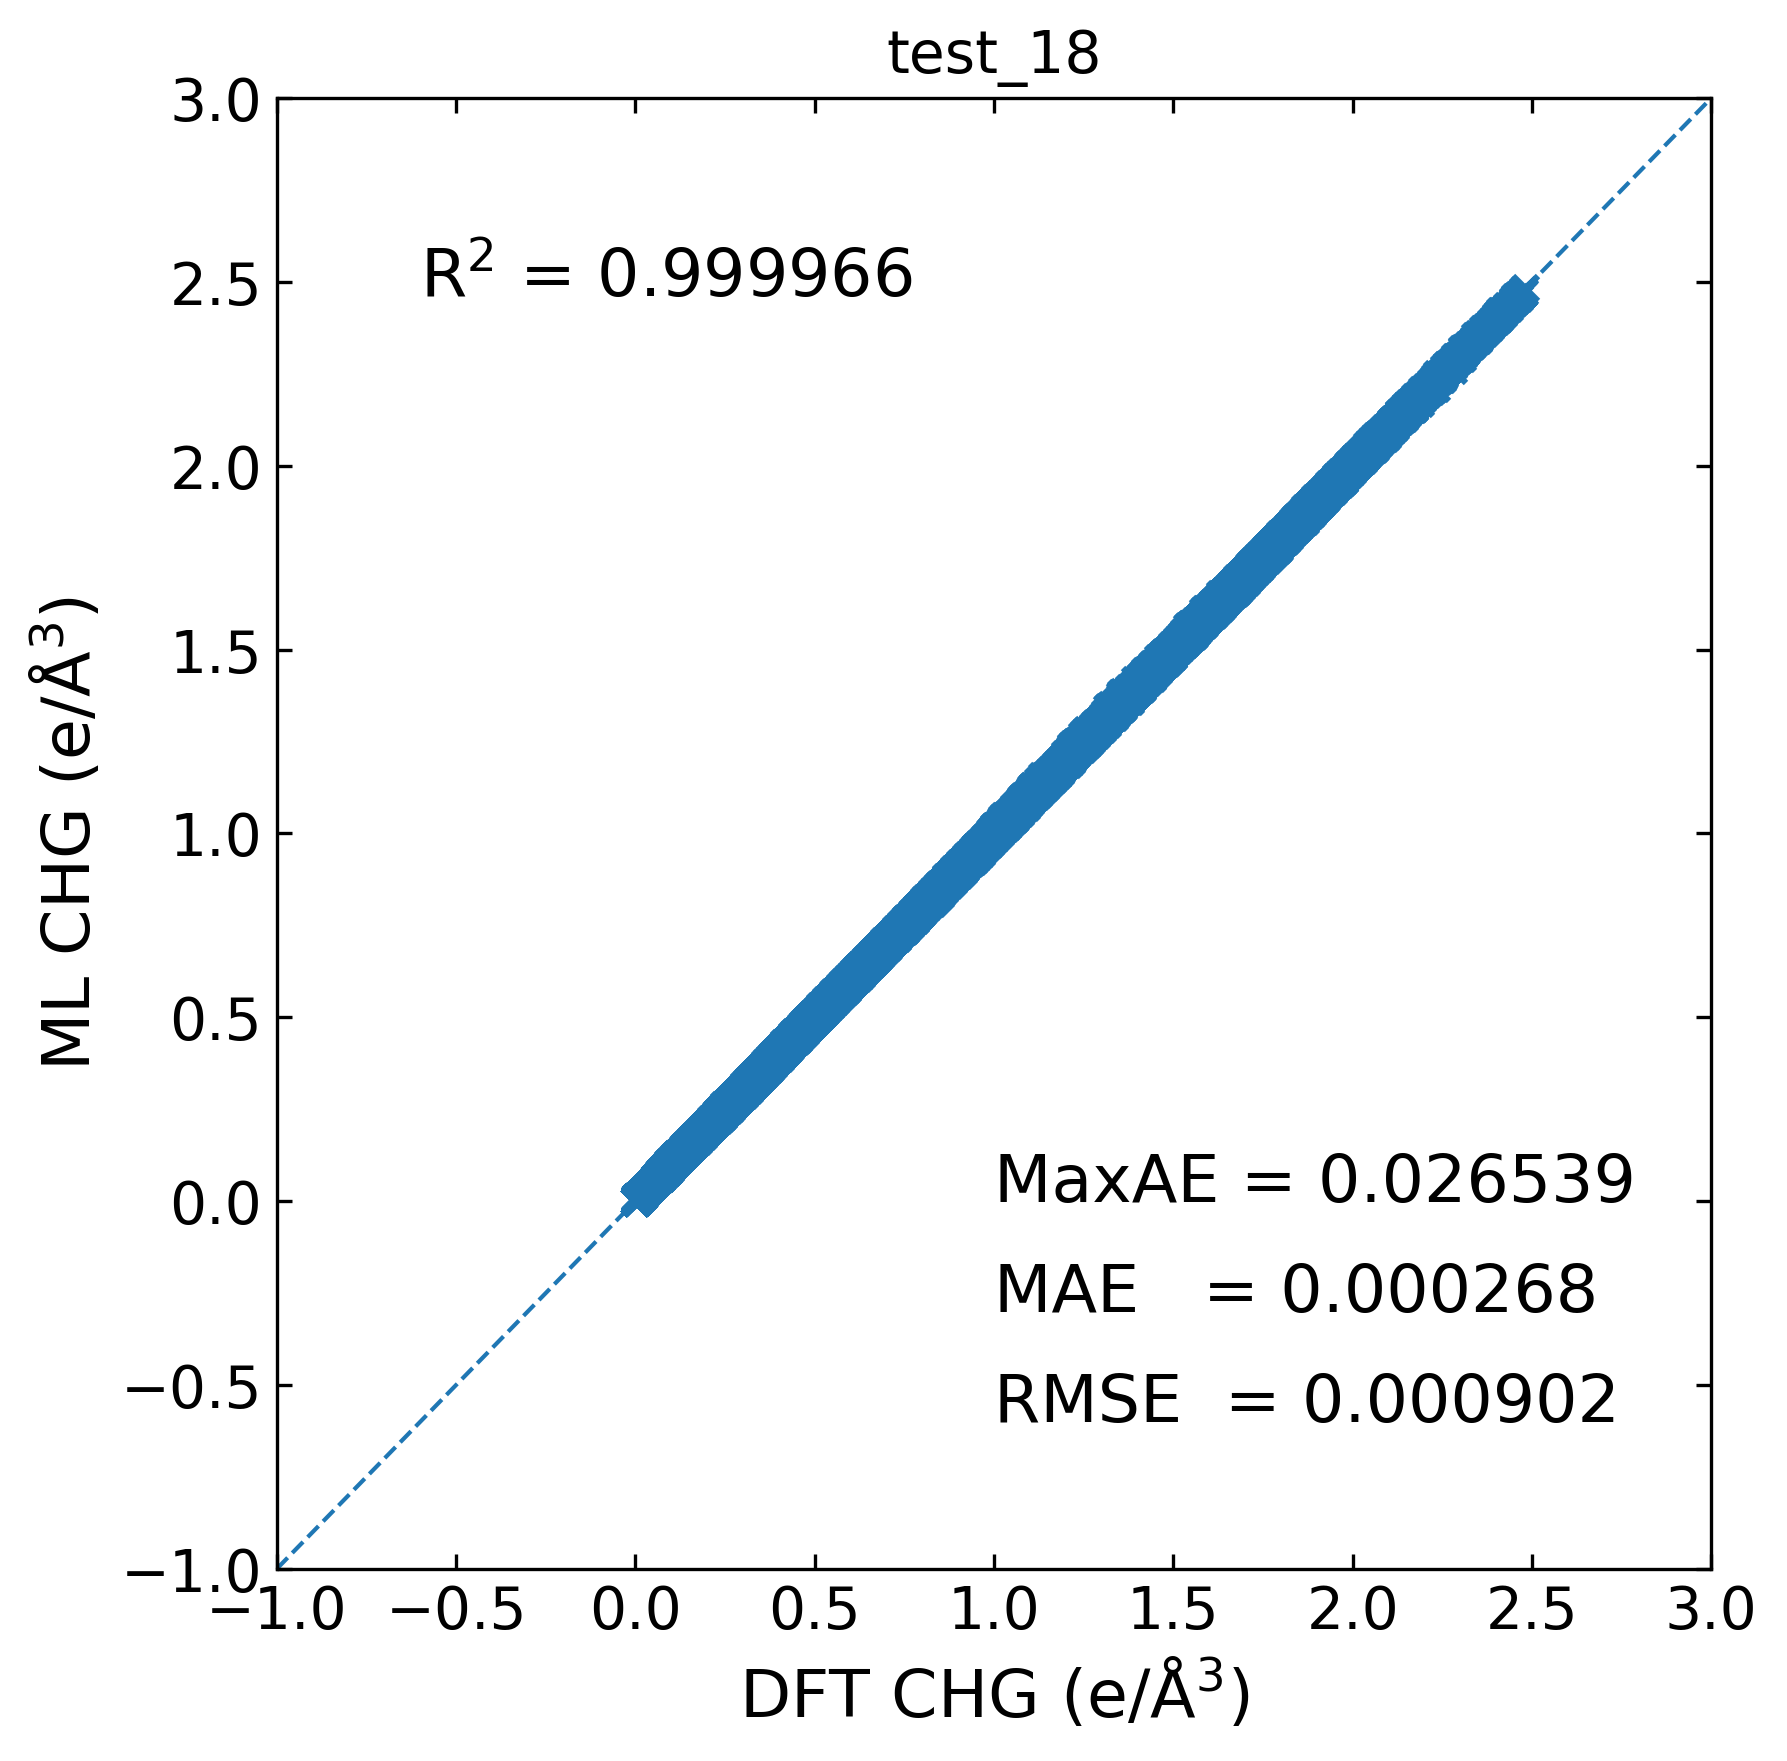 test_18
3.0
2.5
2.0
1.5
1.0
0.5
0.0
−0.5
−1.0
ML CHG (e/Å³)
R² = 0.999966
MaxAE = 0.026539
MAE = 0.000268
RMSE = 0.000902
−1.0 −0.5 0.0 0.5 1.0 1.5 2.0 2.5 3.0
DFT CHG (e/Å³)